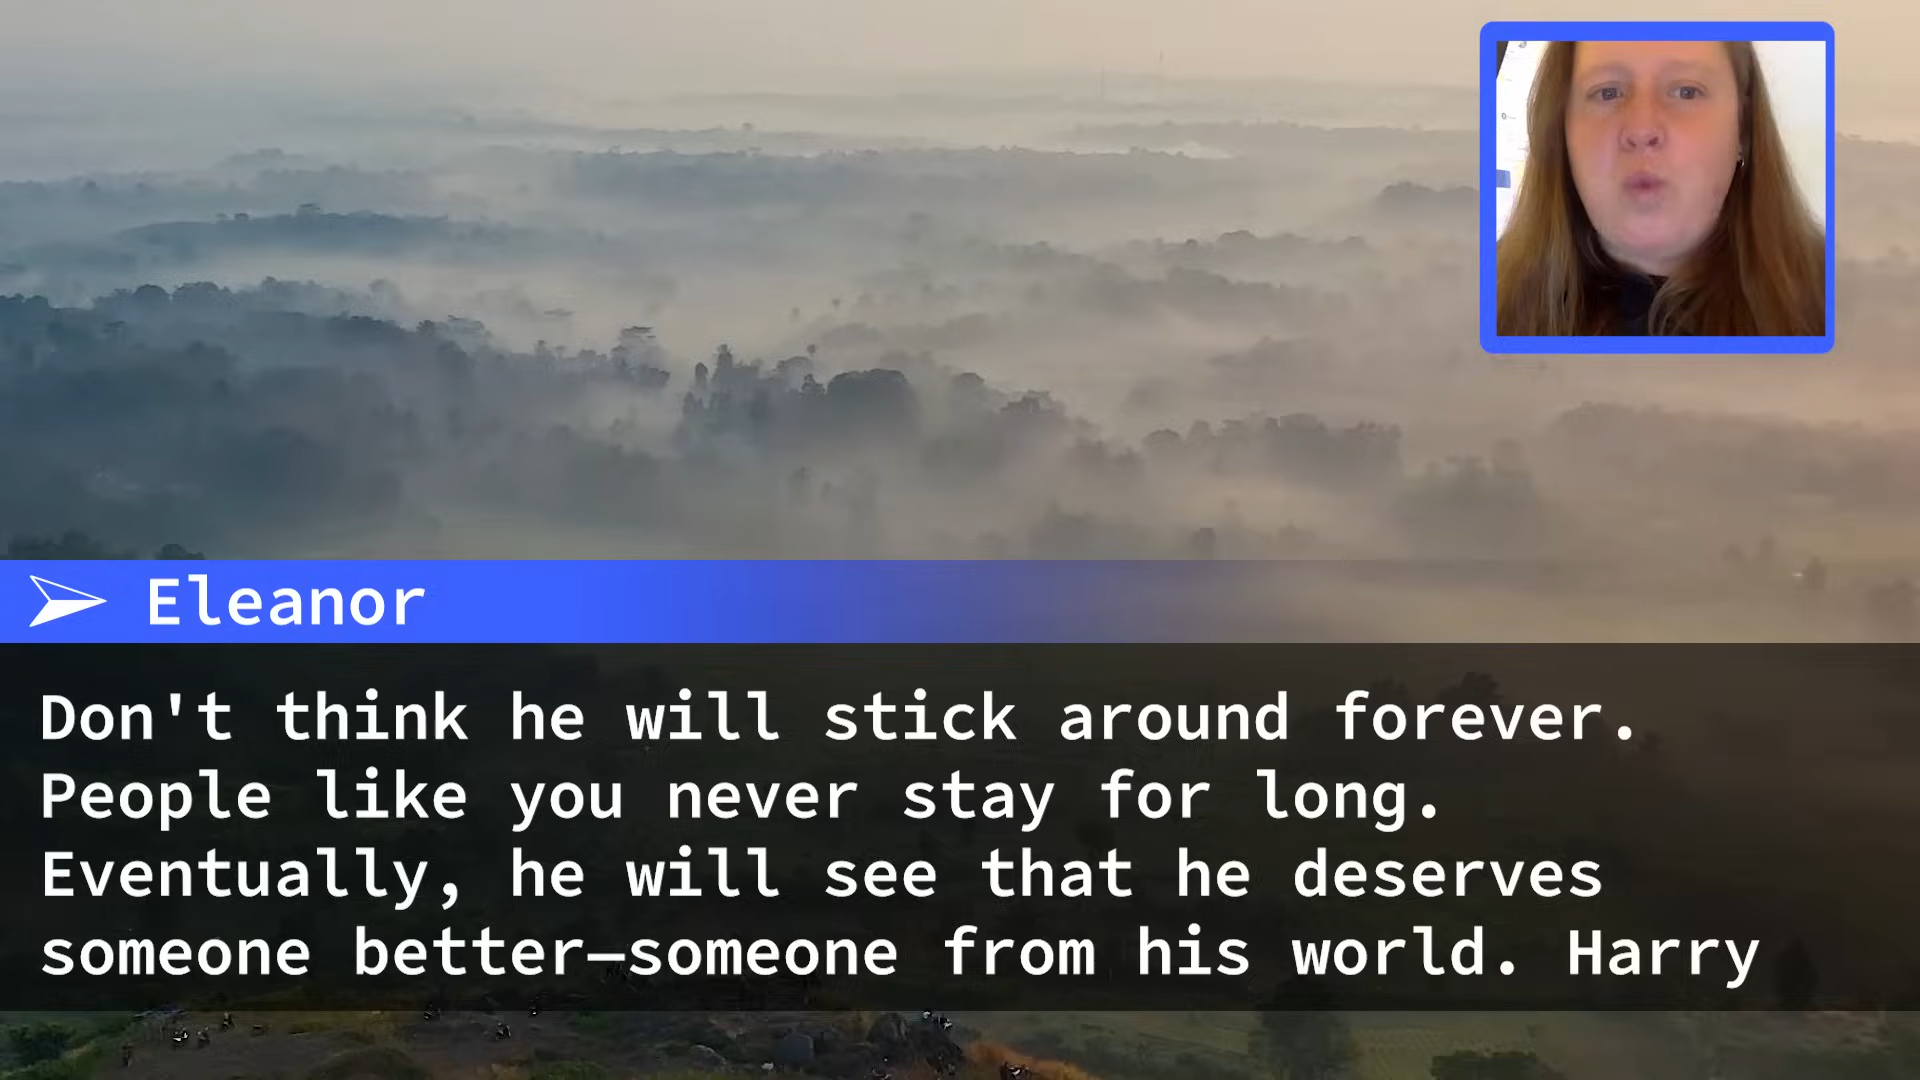 Eleanor
Don't think he will stick around forever.
People like you never stay for long.
Eventually, he will see that he deserves
someone better—someone from his world. Harry